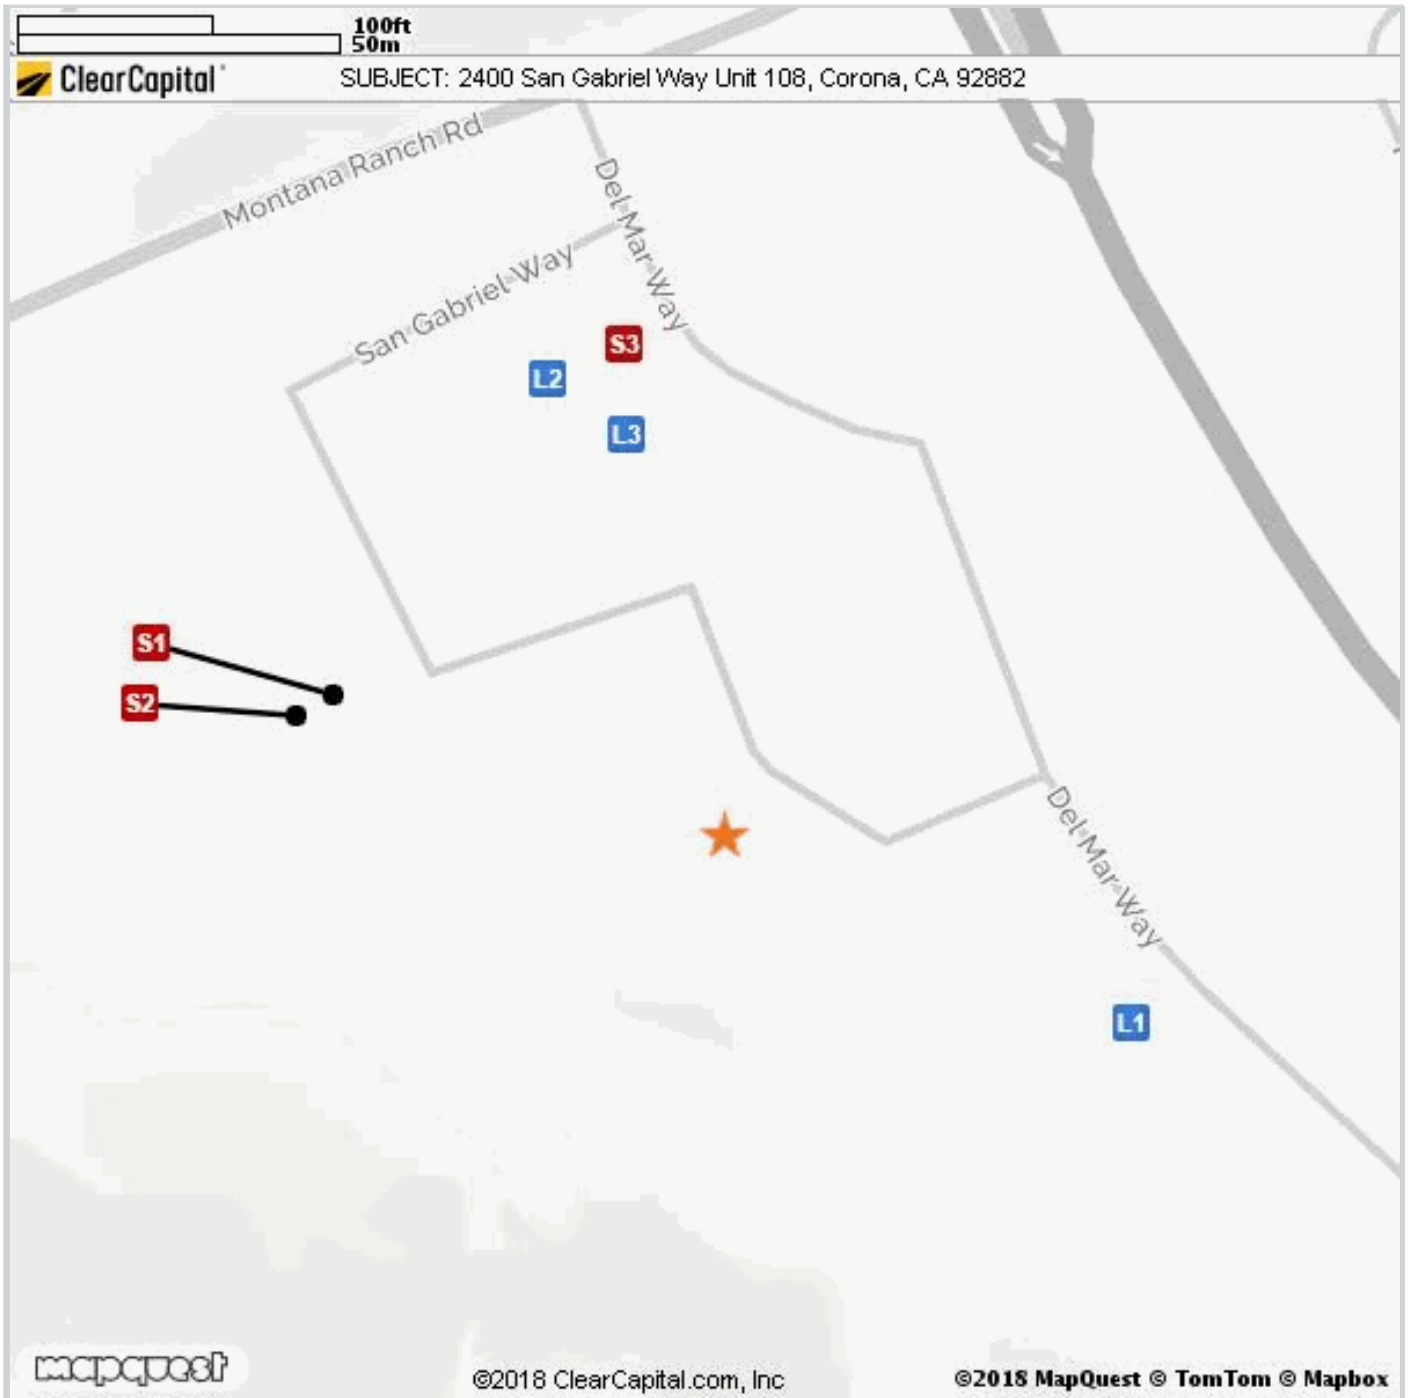 100ft
50m
ClearCapital
SUBJECT: 2400 San Gabriel Way Unit 108, Corona, CA 92882
Montana Ranch Rd
Del Mar Way
San Gabriel Way
S3
L2
L3
S1
S2
Del Mar Way
L1
mapquest
©2018 ClearCapital.com, Inc
©2018 MapQuest © TomTom © Mapbox